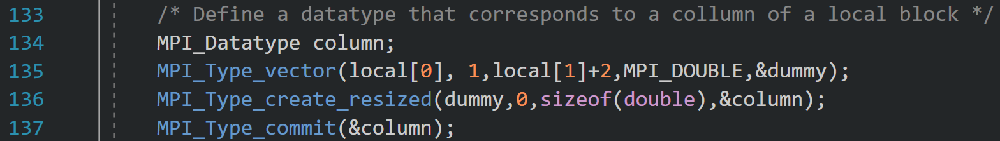 133 /* Define a datatype that corresponds to a collumn of a local block */
134 MPI_Datatype column;
135 MPI_Type_vector(local[0], 1,local[1]+2,MPI_DOUBLE,&dummy);
136 MPI_Type_create_resized(dummy,0,sizeof(double),&column);
137 MPI_Type_commit(&column);